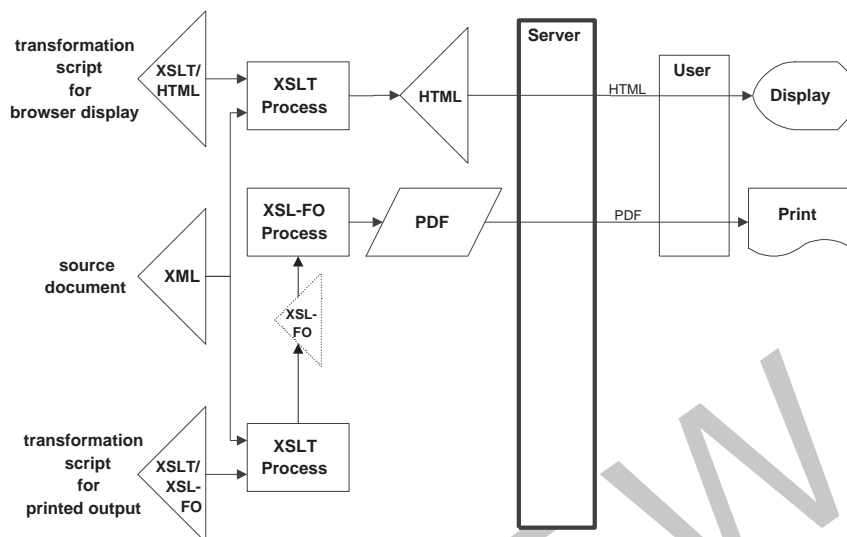 transformation
script
for
browser display
XSLT/
HTML
XSLT
Process
HTML
Server
HTML
User
Display
source
document
XML
XSL-FO
Process
PDF
PDF
Print
XSL-
FO
transformation
script
for
printed output
XSLT/
XSL-
FO
XSLT
Process
W